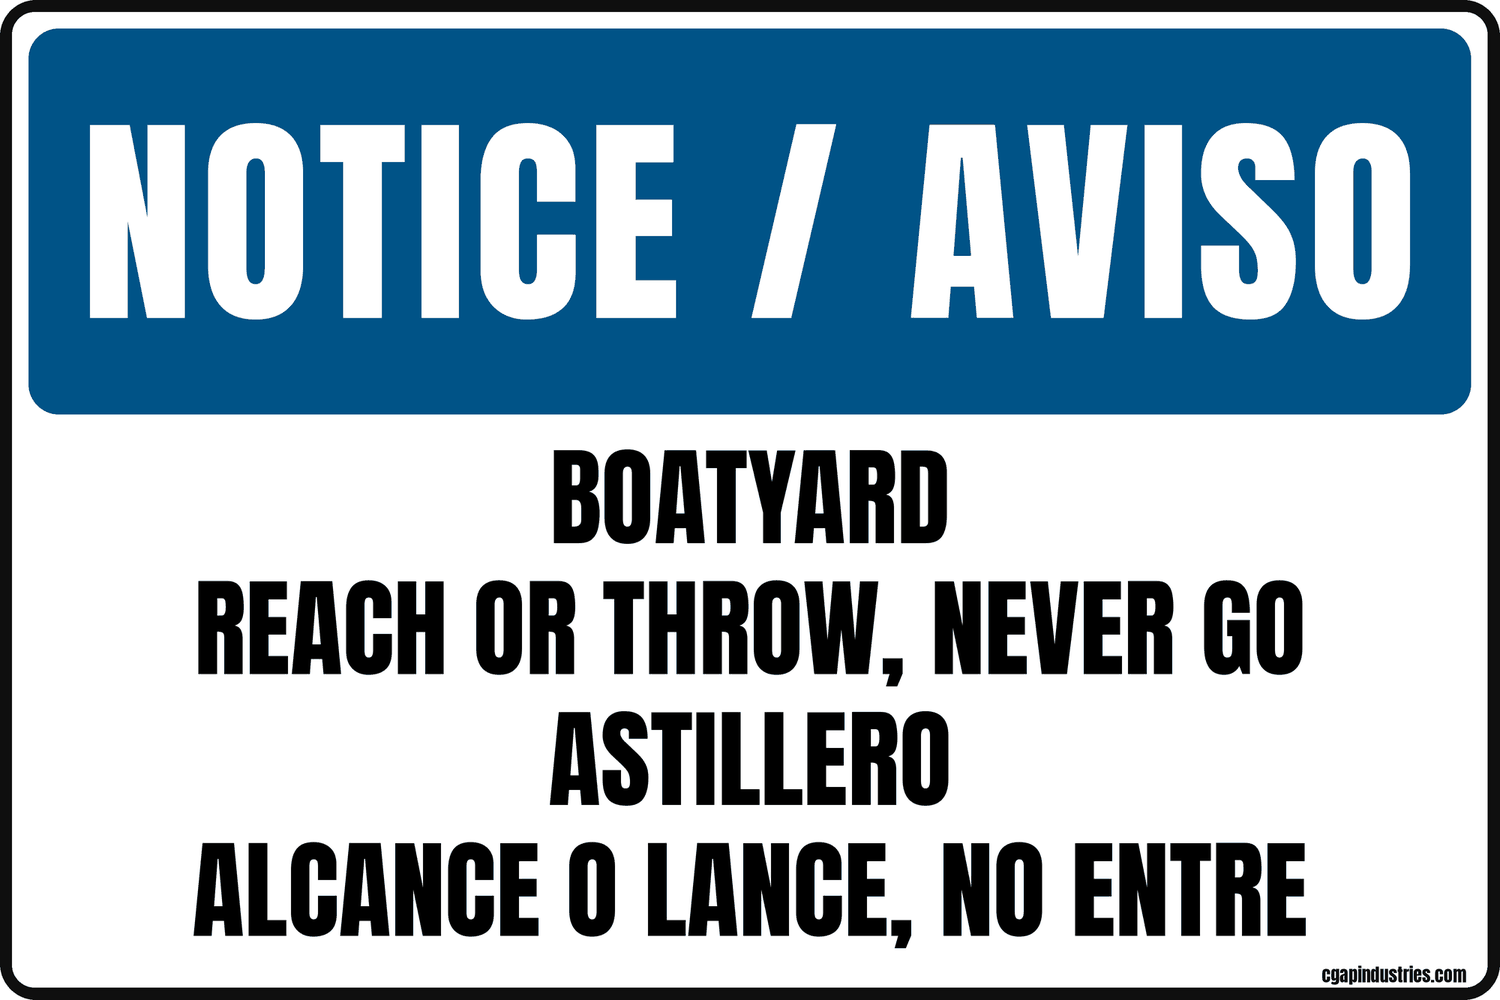 NOTICE / AVISO
BOATYARD
REACH OR THROW, NEVER GO
ASTILLERO
ALCANCE O LANCE, NO ENTRE
cgapindustries.com